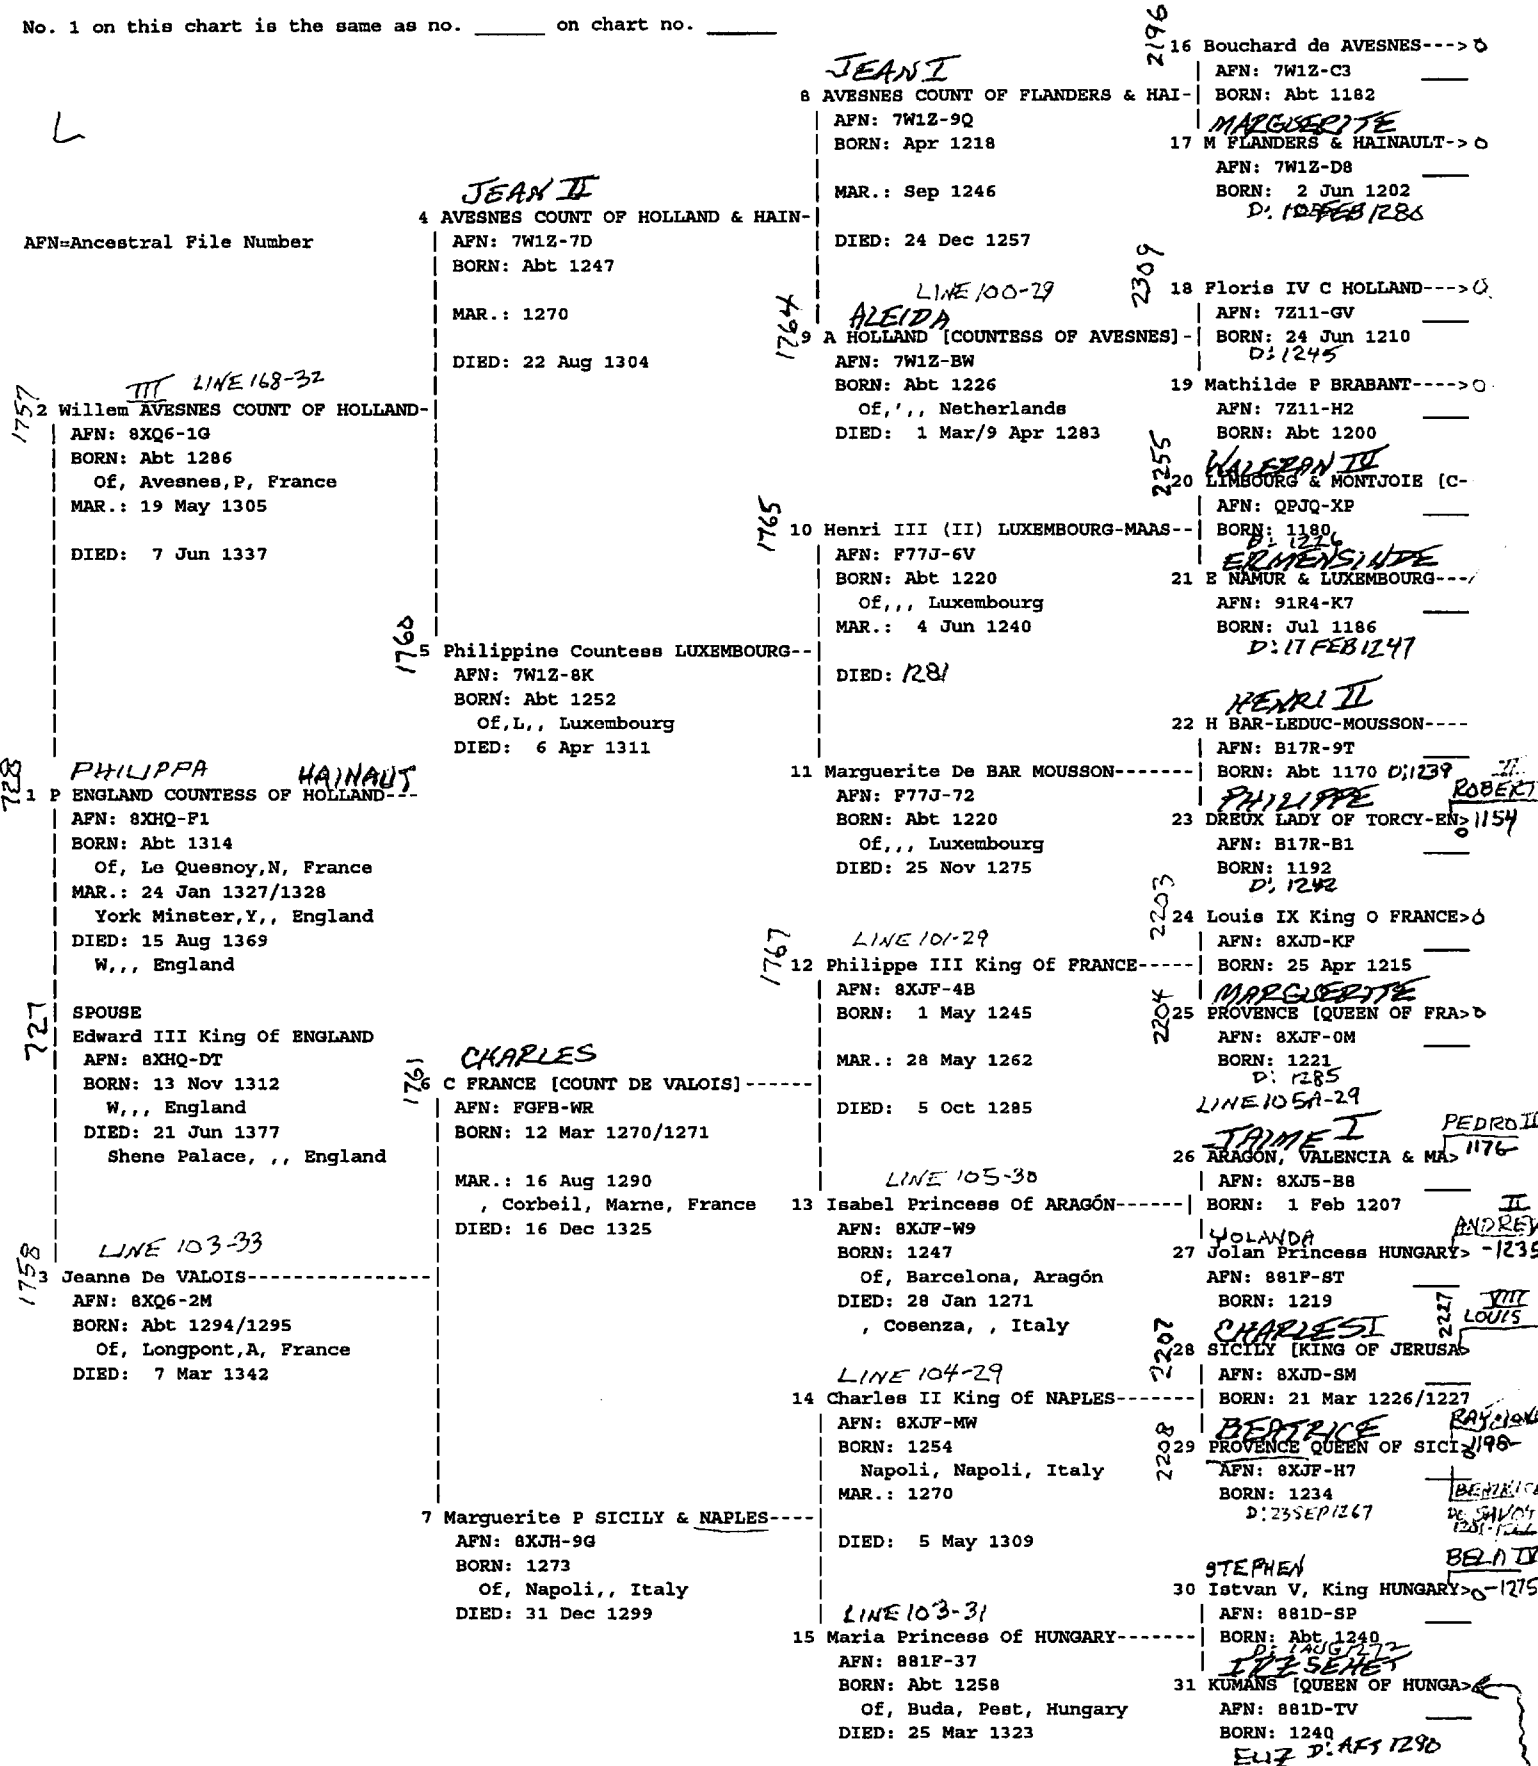 No. 1 on this chart is the same as no. ______ on chart no. ______
L
AFN=Ancestral File Number
1757
III LINE 168-32
2 Willem AVESNES COUNT OF HOLLAND-
AFN: 8XQ6-1G
BORN: Abt 1286
Of, Avesnes,P, France
MAR.: 19 May 1305
DIED: 7 Jun 1337
728
PHILIPPA HAINAUT
1 P ENGLAND COUNTESS OF HOLLAND---
AFN: 8XHQ-F1
BORN: Abt 1314
Of, Le Quesnoy,N, France
MAR.: 24 Jan 1327/1328
York Minster,Y,, England
DIED: 15 Aug 1369
W,,, England
727
SPOUSE
Edward III King Of ENGLAND
AFN: 8XHQ-DT
BORN: 13 Nov 1312
W,,, England
DIED: 21 Jun 1377
Shene Palace, ,, England
1758
LINE 103-33
3 Jeanne De VALOIS----------------
AFN: 8XQ6-2M
BORN: Abt 1294/1295
Of, Longpont,A, France
DIED: 7 Mar 1342
JEAN II
4 AVESNES COUNT OF HOLLAND & HAIN-
AFN: 7W1Z-7D
BORN: Abt 1247
MAR.: 1270
DIED: 22 Aug 1304
1760
5 Philippine Countess LUXEMBOURG--
AFN: 7W1Z-8K
BORN: Abt 1252
Of,L,, Luxembourg
DIED: 6 Apr 1311
1761
CHARLES
6 C FRANCE [COUNT DE VALOIS]------
AFN: FGFB-WR
BORN: 12 Mar 1270/1271
MAR.: 16 Aug 1290
, Corbeil, Marne, France
DIED: 16 Dec 1325
7 Marguerite P SICILY & NAPLES----
AFN: 8XJH-9G
BORN: 1273
Of, Napoli,, Italy
DIED: 31 Dec 1299
JEAN I
8 AVESNES COUNT OF FLANDERS & HAI-
AFN: 7W1Z-9Q
BORN: Apr 1218
MAR.: Sep 1246
DIED: 24 Dec 1257
LINE 100-29
1764
ALEIDA
9 A HOLLAND [COUNTESS OF AVESNES]-
AFN: 7W1Z-BW
BORN: Abt 1226
Of,',, Netherlands
DIED: 1 Mar/9 Apr 1283
1765
10 Henri III (II) LUXEMBOURG-MAAS--
AFN: F77J-6V
BORN: Abt 1220
Of,,, Luxembourg
MAR.: 4 Jun 1240
DIED: 1281
11 Marguerite De BAR MOUSSON-------
AFN: F77J-72
BORN: Abt 1220
Of,,, Luxembourg
DIED: 25 Nov 1275
1767
LINE 101-29
12 Philippe III King Of FRANCE-----
AFN: 8XJF-4B
BORN: 1 May 1245
MAR.: 28 May 1262
DIED: 5 Oct 1285
LINE 105-30
13 Isabel Princess Of ARAGÓN------
AFN: 8XJF-W9
BORN: 1247
Of, Barcelona, Aragón
DIED: 28 Jan 1271
, Cosenza, , Italy
LINE 104-29
14 Charles II King Of NAPLES-------
AFN: 8XJF-MW
BORN: 1254
Napoli, Napoli, Italy
MAR.: 1270
DIED: 5 May 1309
LINE 103-31
15 Maria Princess Of HUNGARY-------
AFN: 881F-37
BORN: Abt 1258
Of, Buda, Pest, Hungary
DIED: 25 Mar 1323
2196
16 Bouchard de AVESNES--->
AFN: 7W1Z-C3
BORN: Abt 1182
MARGUERITE
17 M FLANDERS & HAINAULT->
AFN: 7W1Z-D8
BORN: 2 Jun 1202
D: FEB 1280
2309
18 Floris IV C HOLLAND--->
AFN: 7Z11-GV
BORN: 24 Jun 1210
D: 1245
19 Mathilde P BRABANT---->
AFN: 7Z11-H2
BORN: Abt 1200
2255
WALERAN IV
20 LIMBOURG & MONTJOIE [C-
AFN: QPJQ-XP
BORN: 1180
D: 1226
ERMENSINDE
21 E NAMUR & LUXEMBOURG---
AFN: 91R4-K7
BORN: Jul 1186
D: 17 FEB 1247
HENRI II
22 H BAR-LEDUC-MOUSSON----
AFN: B17R-9T
BORN: Abt 1170 D: 1239
II
ROBERT
PHILIPPE
23 DREUX LADY OF TORCY-EN> 1154
AFN: B17R-B1
BORN: 1192
D: 1242
2203
24 Louis IX King O FRANCE>
AFN: 8XJD-KF
BORN: 25 Apr 1215
2204
MARGUERITE
25 PROVENCE [QUEEN OF FRA>
AFN: 8XJF-0M
BORN: 1221
D: 1285
LINE 105A-29
JAIME I
PEDRO II
26 ARAGON, VALENCIA & MA> 1176-
AFN: 8XJ5-B8
BORN: 1 Feb 1207
II
YOLANDA
ANDREW
27 Jolan Princess HUNGARY> -1235
AFN: 881F-ST
BORN: 1219
2227
VIII
LOUIS
2207
CHARLES I
28 SICILY [KING OF JERUSA>
AFN: 8XJD-SM
BORN: 21 Mar 1226/1227
2208
BEATRICE
29 PROVENCE QUEEN OF SICI> 1198-
AFN: 8XJF-H7
BORN: 1234
D: 23 SEP 1267
BEATRICE
DE SAVOY
STEPHEN
BELA IV
30 Istvan V, King HUNGARY> -1275
AFN: 881D-SP
BORN: Abt 1240
D: 1 AUG 1272
31 KUMANS [QUEEN OF HUNGA>
AFN: 881D-TV
BORN: 1240
ELIZ D: AFT 1290